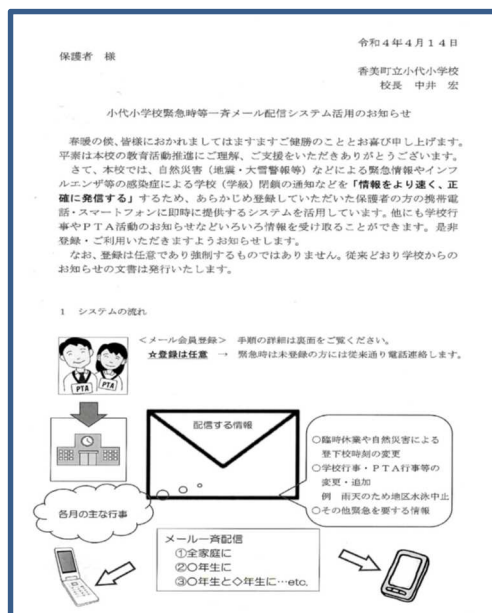 令和4年4月14日
保護者 様
香美町立小代小学校
校長 中井 宏
小代小学校緊急時等一斉メール配信システム活用のお知らせ
春暖の候、皆様におかれましてはますますご健勝のこととお喜び申し上げます。
平素は本校の教育活動推進にご理解、ご支援をいただきありがとうございます。
さて、本校では、自然災害（地震・大雪警報等）などによる緊急情報やインフ
ルエンザ等の感染症による学校（学級）閉鎖の通知などを「情報をより速く、正
確に発信する」するため、あらかじめ登録していただいた保護者の方の携帯電
話・スマートフォンに即時に提供するシステムを活用しています。他にも学校行
事やPTA活動のお知らせなどいろいろ情報を受け取ることができます。是非
登録・ご利用いただきますようお知らせします。
なお、登録は任意であり強制するものではありません。従来どおり学校からの
お知らせの文書は発行いたします。
1 システムの流れ
＜メール会員登録＞ 手順の詳細は裏面をご覧ください。
☆登録は任意 → 緊急時は未登録の方には従来通り電話連絡します。
PTA PTA
配信する情報
○臨時休業や自然災害による
登下校時刻の変更
○学校行事・PTA行事等の
変更・追加
例 雨天のため地区水泳中止
○その他緊急を要する情報
各月の主な行事
メール一斉配信
①全家庭に
②○年生に
③○年生と◇年生に…etc.